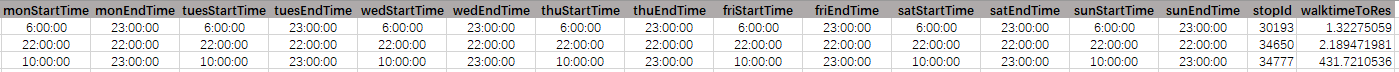 monStartTime monEndTime tuesStartTime tuesEndTime wedStartTime wedEndTime thuStartTime thuEndTime friStartTime friEndTime satStartTime satEndTime sunStartTime sunEndTime stopId walktimeToRes
6:00:00 23:00:00 6:00:00 23:00:00 6:00:00 23:00:00 6:00:00 23:00:00 6:00:00 23:00:00 6:00:00 23:00:00 6:00:00 23:00:00 30193 1.32275059
22:00:00 22:00:00 22:00:00 22:00:00 22:00:00 22:00:00 22:00:00 22:00:00 22:00:00 22:00:00 22:00:00 22:00:00 22:00:00 22:00:00 34650 2.189471981
10:00:00 23:00:00 10:00:00 23:00:00 10:00:00 23:00:00 10:00:00 23:00:00 10:00:00 23:00:00 10:00:00 23:00:00 10:00:00 23:00:00 34777 431.7210536